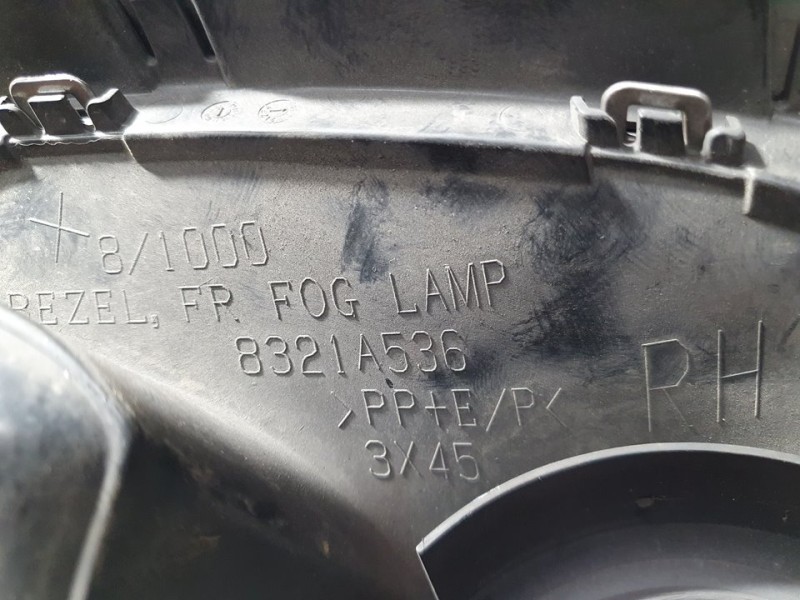 8/1000
BEZEL, FR FOG LAMP
8321A536
>PP+E/P<
RH
3X45